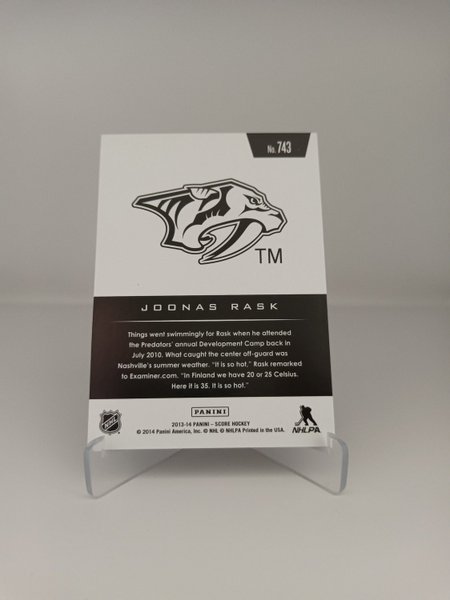 No. 743
TM
JOONAS RASK
Things went swimmingly for Rask when he attended
the Predators' annual Development Camp back in
July 2010. What caught the center off-guard was
Nashville's summer weather. "It is so hot," Rask remarked
to Examiner.com. "In Finland we have 20 or 25 Celsius.
Here it is 35. It is so hot."
PANINI
2013-14 PANINI – SCORE HOCKEY
© 2014 Panini America, Inc. © NHL © NHLPA Printed in the USA.
NHL
NHLPA